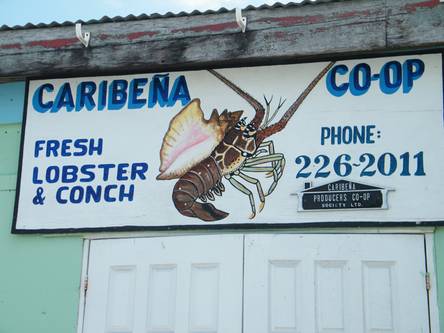 CARIBEÑA CO-OP
FRESH
LOBSTER
& CONCH
PHONE:
226-2011
CARIBEÑA
PRODUCERS CO-OP
SOCIETY LTD.